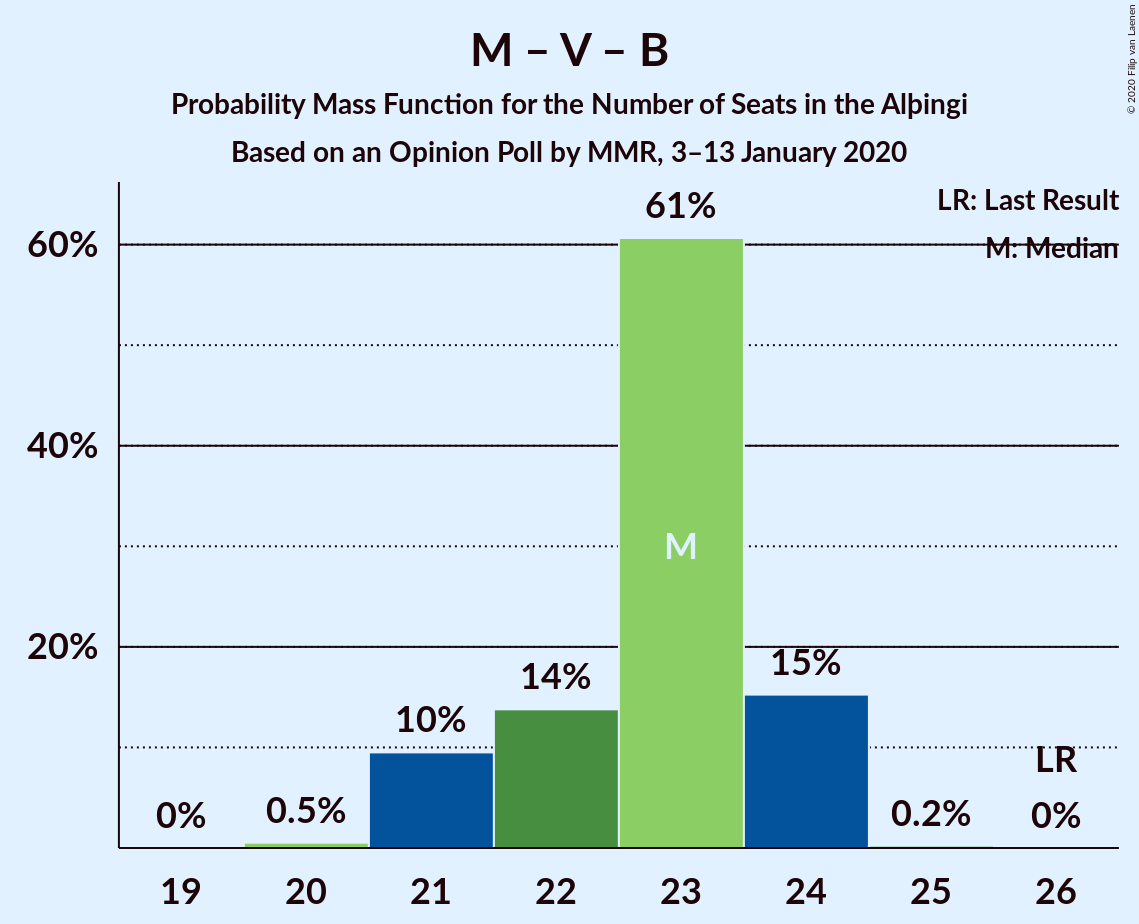 M – V – B
Probability Mass Function for the Number of Seats in the Alþingi
Based on an Opinion Poll by MMR, 3–13 January 2020
© 2020 Filip van Laenen
LR: Last Result
M: Median
60%
40%
20%
0%
0.5%
10%
14%
61%
M
15%
0.2%
LR
0%
19
20
21
22
23
24
25
26